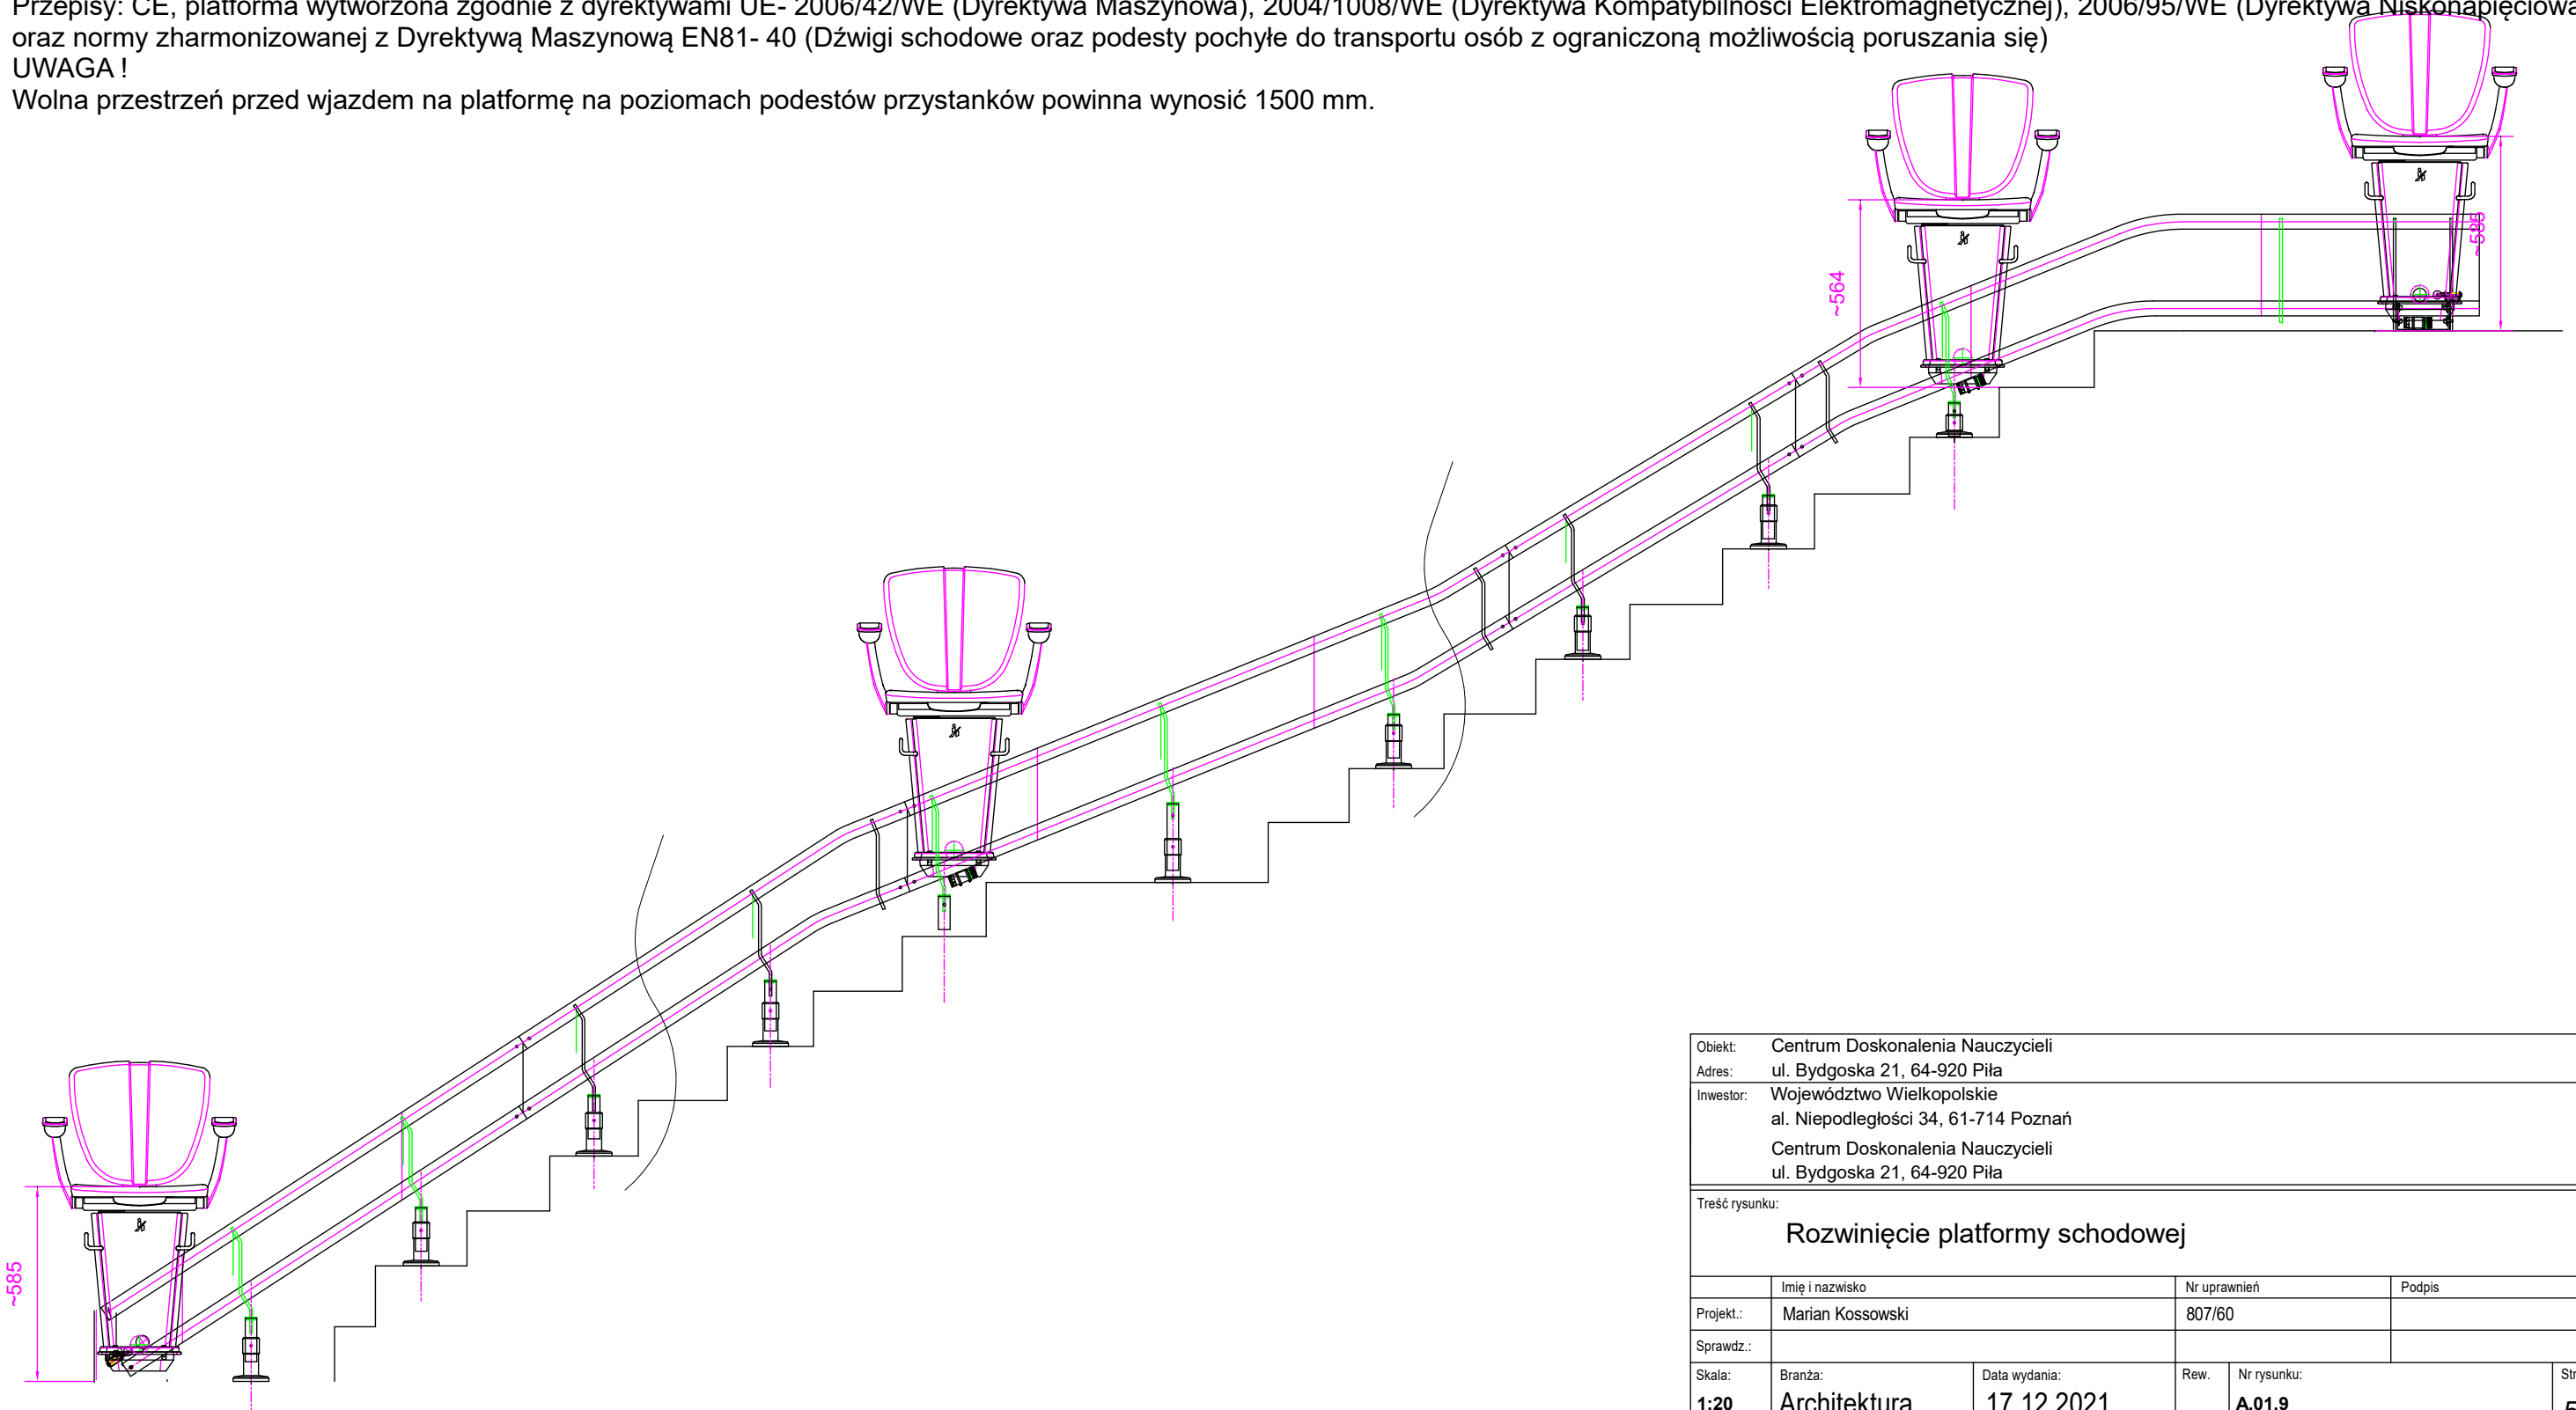 Przepisy: CE, platforma wytworzona zgodnie z dyrektywami UE- 2006/42/WE (Dyrektywa Maszynowa), 2004/1008/WE (Dyrektywa Kompatybilności Elektromagnetycznej), 2006/95/WE (Dyrektywa Niskonapięciowa
oraz normy zharmonizowanej z Dyrektywą Maszynową EN81- 40 (Dźwigi schodowe oraz podesty pochyłe do transportu osób z ograniczoną możliwością poruszania się)
UWAGA !
Wolna przestrzeń przed wjazdem na platformę na poziomach podestów przystanków powinna wynosić 1500 mm.
~585
~564
~585
Obiekt: Centrum Doskonalenia Nauczycieli
Adres: ul. Bydgoska 21, 64-920 Piła
Inwestor: Województwo Wielkopolskie
al. Niepodległości 34, 61-714 Poznań
Centrum Doskonalenia Nauczycieli
ul. Bydgoska 21, 64-920 Piła
Treść rysunku:
Rozwinięcie platformy schodowej
Imię i nazwisko Nr uprawnień Podpis
Projekt.: Marian Kossowski 807/60
Sprawdz.:
Skala: Branża: Data wydania: Rew. Nr rysunku:
1:20 Architektura 17.12.2021 A.01.9